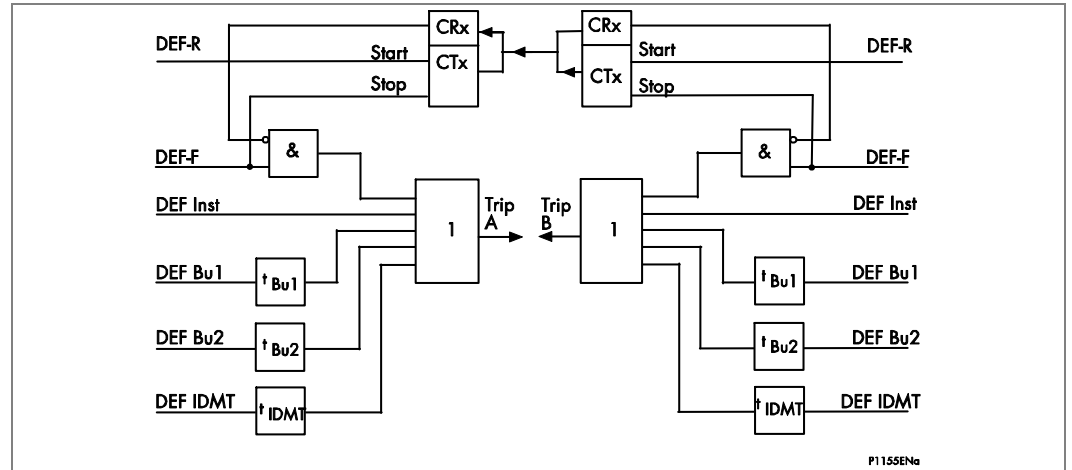 CRx
CRx
DEF-R
Start
Start
DEF-R
CTx
CTx
Stop
Stop
&
&
DEF-F
DEF-F
DEF Inst
Trip
A
Trip
B
DEF Inst
1
1
DEF Bu1
t Bu1
t Bu1
DEF Bu1
DEF Bu2
t Bu2
t Bu2
DEF Bu2
DEF IDMT
t IDMT
t IDMT
DEF IDMT
P1155ENa